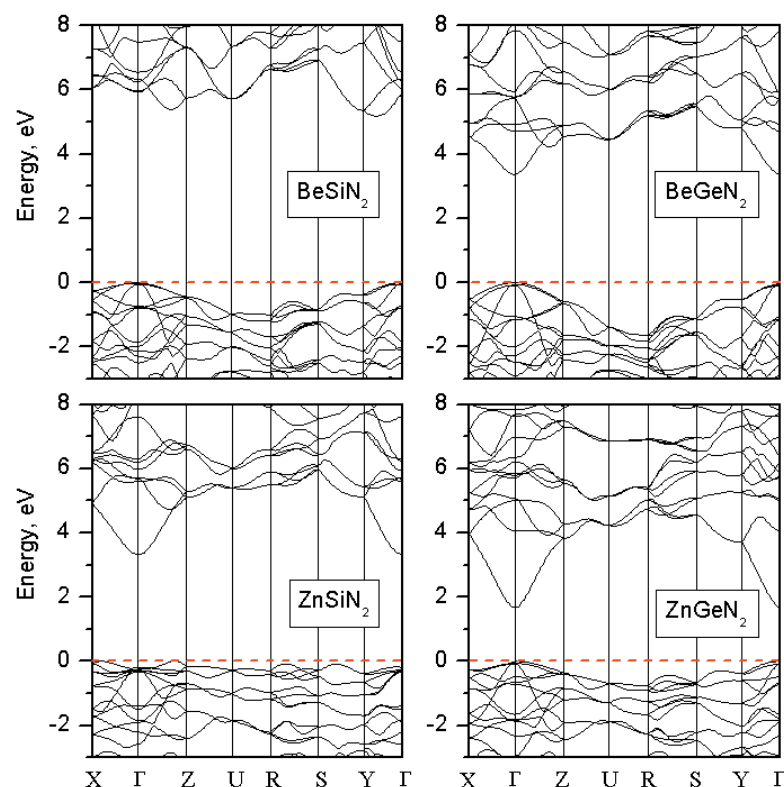 8 8
6 6
4 4
2 2
0 0
-2 -2
Energy, eV
BeSiN₂ BeGeN₂
8 8
6 6
4 4
2 2
0 0
-2 -2
Energy, eV
ZnSiN₂ ZnGeN₂
X Γ Z U R S Y Γ X Γ Z U R S Y Γ